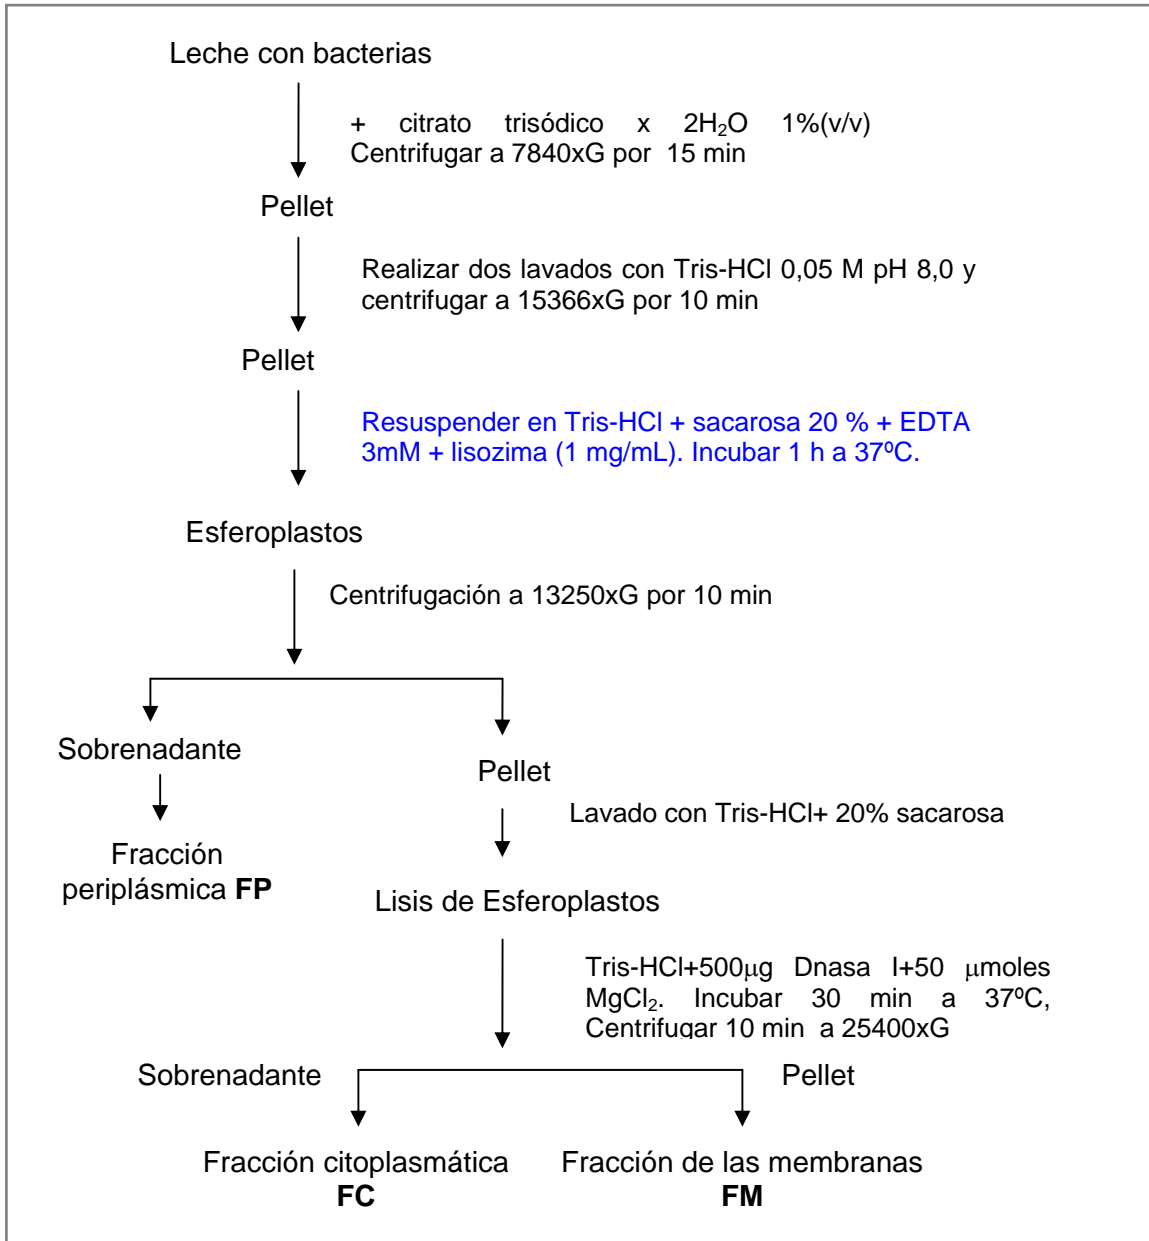 Leche con bacterias
+ citrato trisódico x 2H₂O 1%(v/v)
Centrifugar a 7840xG por 15 min
Pellet
Realizar dos lavados con Tris-HCl 0,05 M pH 8,0 y
centrifugar a 15366xG por 10 min
Pellet
Resuspender en Tris-HCl + sacarosa 20 % + EDTA
3mM + lisozima (1 mg/mL). Incubar 1 h a 37ºC.
Esferoplastos
Centrifugación a 13250xG por 10 min
Sobrenadante
Fracción
periplásmica FP
Pellet
Lavado con Tris-HCl+ 20% sacarosa
Lisis de Esferoplastos
Tris-HCl+500µg Dnasa I+50 µmoles
MgCl₂. Incubar 30 min a 37ºC,
Centrifugar 10 min a 25400xG
Sobrenadante
Pellet
Fracción citoplasmática
FC
Fracción de las membranas
FM